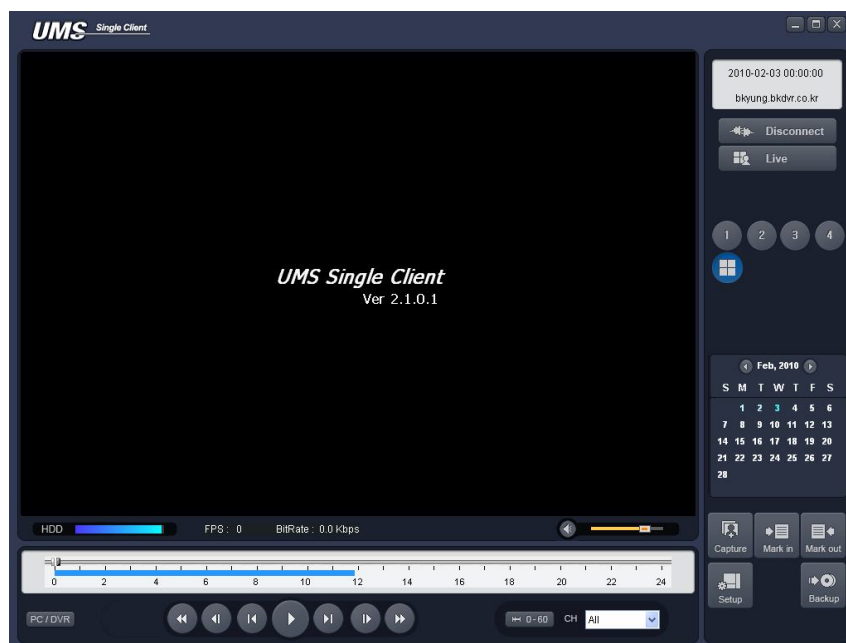 UMS Single Client
2010-02-03 00:00:00
bkyung.bkdvr.co.kr
Disconnect
Live
1 2 3 4
UMS Single Client
Ver 2.1.0.1
Feb, 2010
S M T W T F S
1 2 3 4 5 6
7 8 9 10 11 12 13
14 15 16 17 18 19 20
21 22 23 24 25 26 27
28
HDD FPS : 0 BitRate : 0.0 Kbps
Capture Mark in Mark out
0 2 4 6 8 10 12 14 16 18 20 22 24
Setup Backup
PC / DVR 0-60 CH All